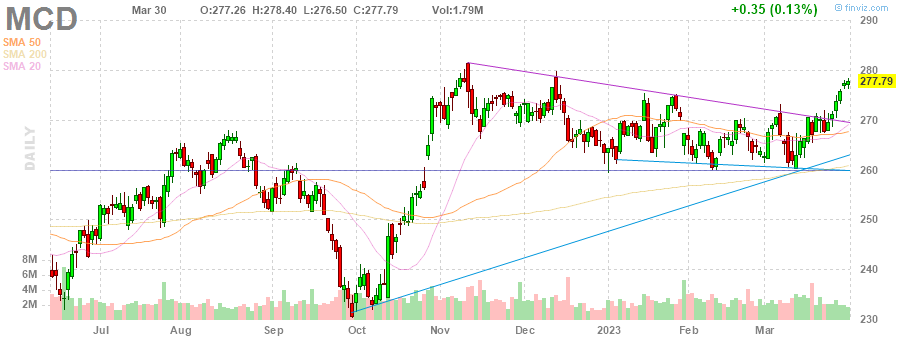 MCD Mar 30 O:277.26 H:278.40 L:276.50 C:277.79 Vol:1.79M +0.35 (0.13%) © finviz.com
SMA 50
SMA 200
SMA 20
DAILY
290
280
277.79
270
260
250
240
230
8M
6M
4M
2M
Jul Aug Sep Oct Nov Dec 2023 Feb Mar